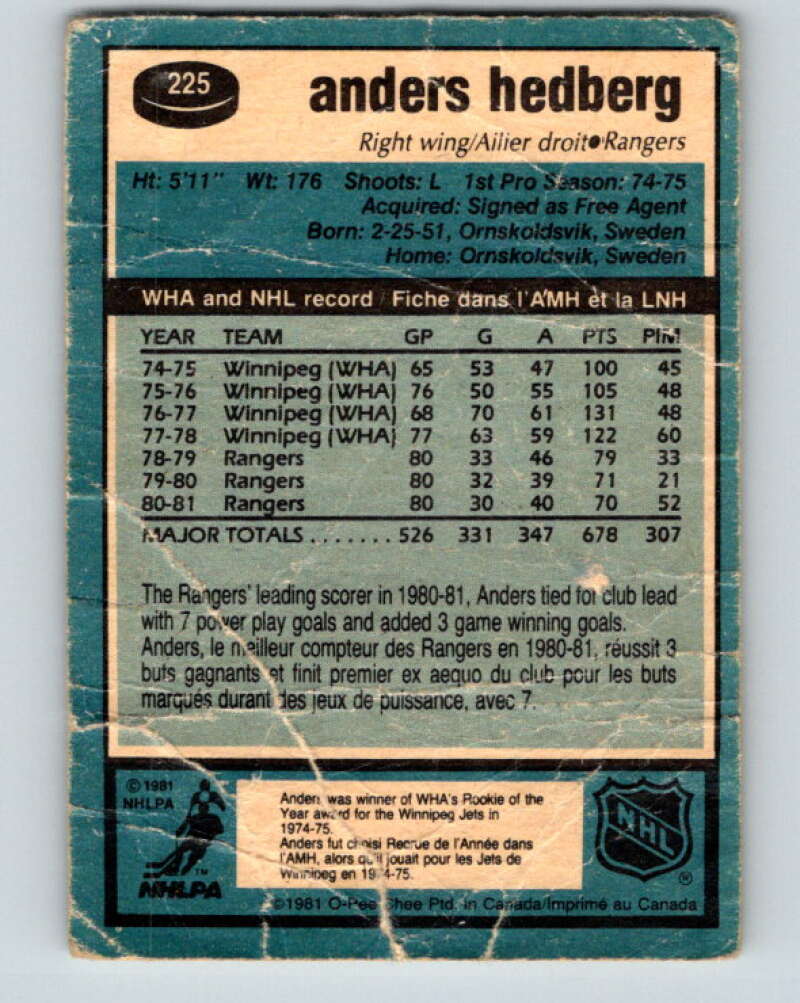 225
anders hedberg
Right wing/Ailier droit•Rangers
Ht: 5'11" Wt: 176 Shoots: L 1st Pro Season: 74-75
Acquired: Signed as Free Agent
Born: 2-25-51, Ornskoldsvik, Sweden
Home: Ornskoldsvik, Sweden
WHA and NHL record / Fiche dans l'AMH et la LNH
YEAR TEAM GP G A PTS PIM
74-75 Winnipeg (WHA) 65 53 47 100 45
75-76 Winnipeg (WHA) 76 50 55 105 48
76-77 Winnipeg (WHA) 68 70 61 131 48
77-78 Winnipeg (WHA) 77 63 59 122 60
78-79 Rangers 80 33 46 79 33
79-80 Rangers 80 32 39 71 21
80-81 Rangers 80 30 40 70 52
MAJOR TOTALS ....... 526 331 347 678 307
The Rangers' leading scorer in 1980-81, Anders tied for club lead
with 7 power play goals and added 3 game winning goals.
Anders, le meilleur compteur des Rangers en 1980-81, réussit 3
buts gagnants et finit premier ex aequo du club pour les buts
marqués durant des jeux de puissance, avec 7.
©1981
NHLPA
NHLPA
TM
Anders was winner of WHA's Rookie of the
Year award for the Winnipeg Jets in
1974-75.
Anders fut choisi Recrue de l'Année dans
l'AMH, alors qu'il jouait pour les Jets de
Winnipeg en 1974-75.
NHL
®
©1981 O-Pee Chee Ptd. in Canada/Imprimé au Canada